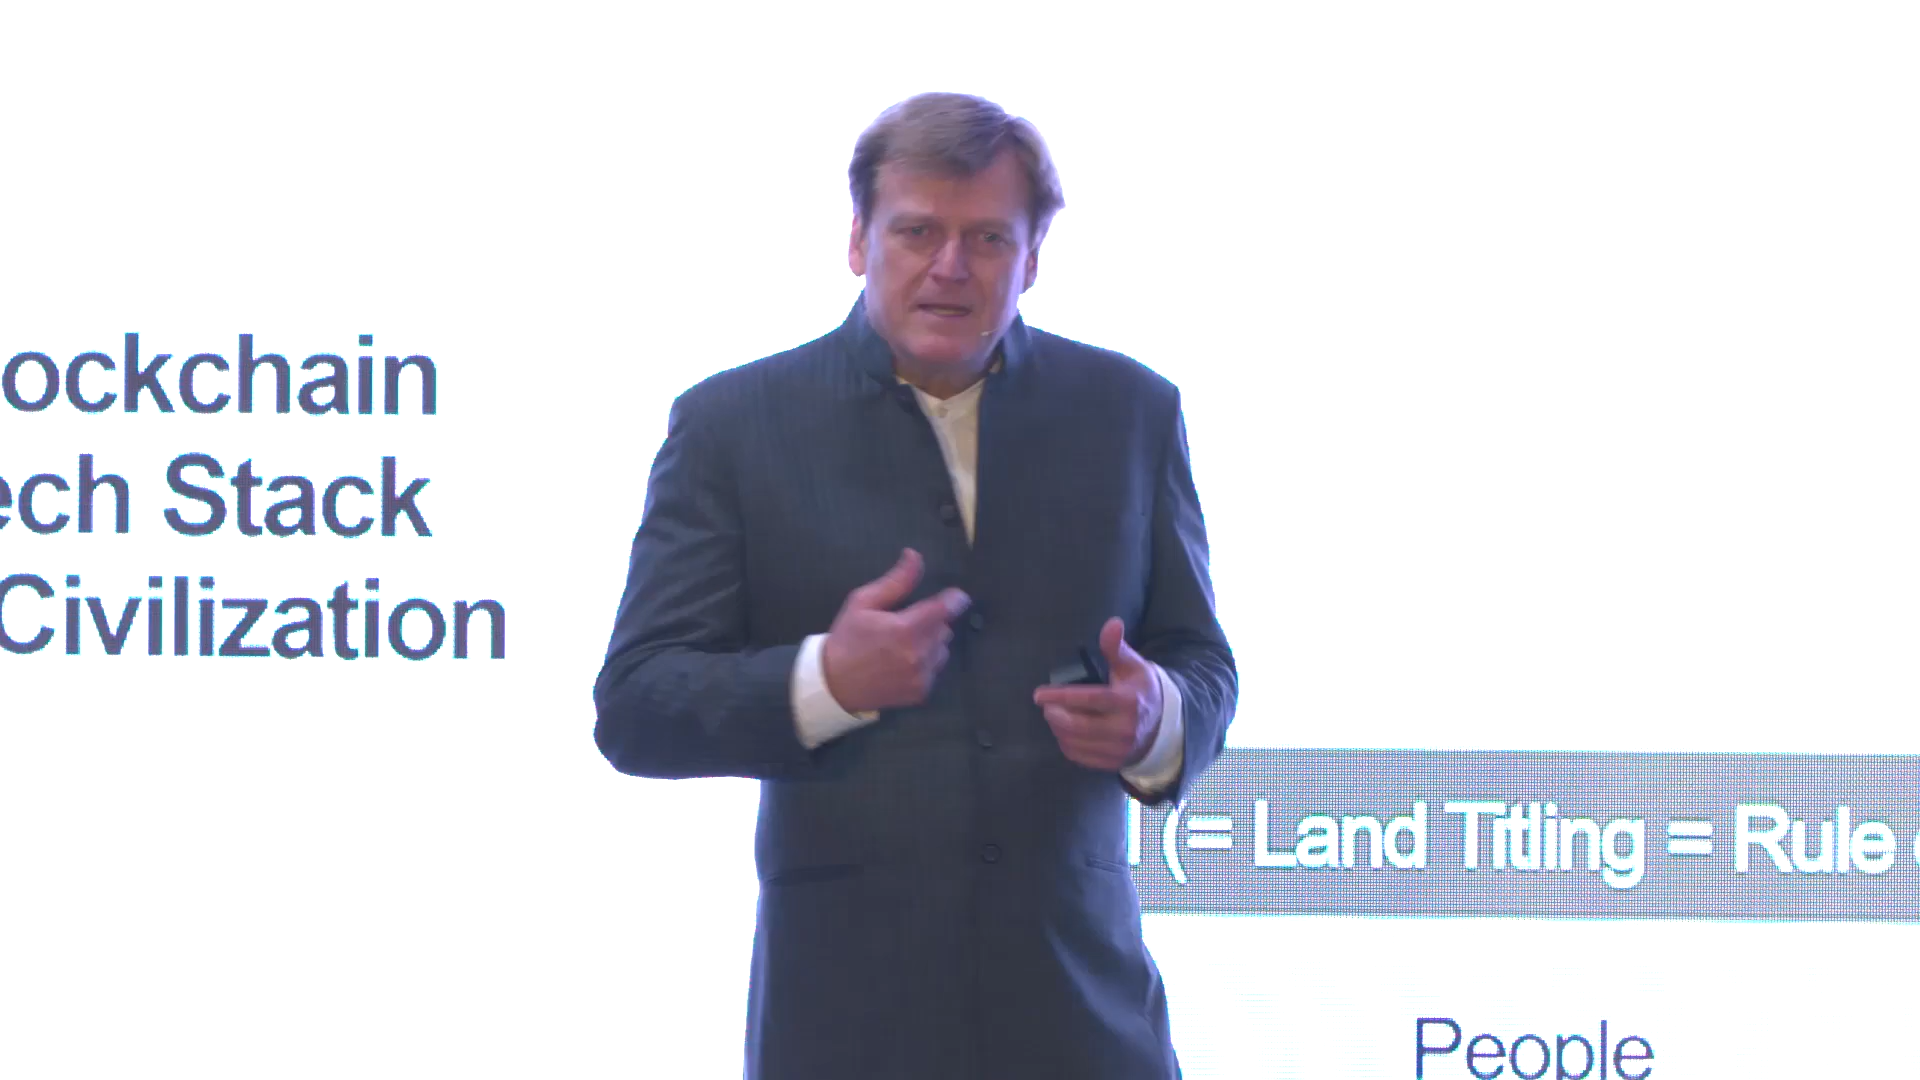 ockchain
ech Stack
Civilization
(= Land Titling = Rule
People